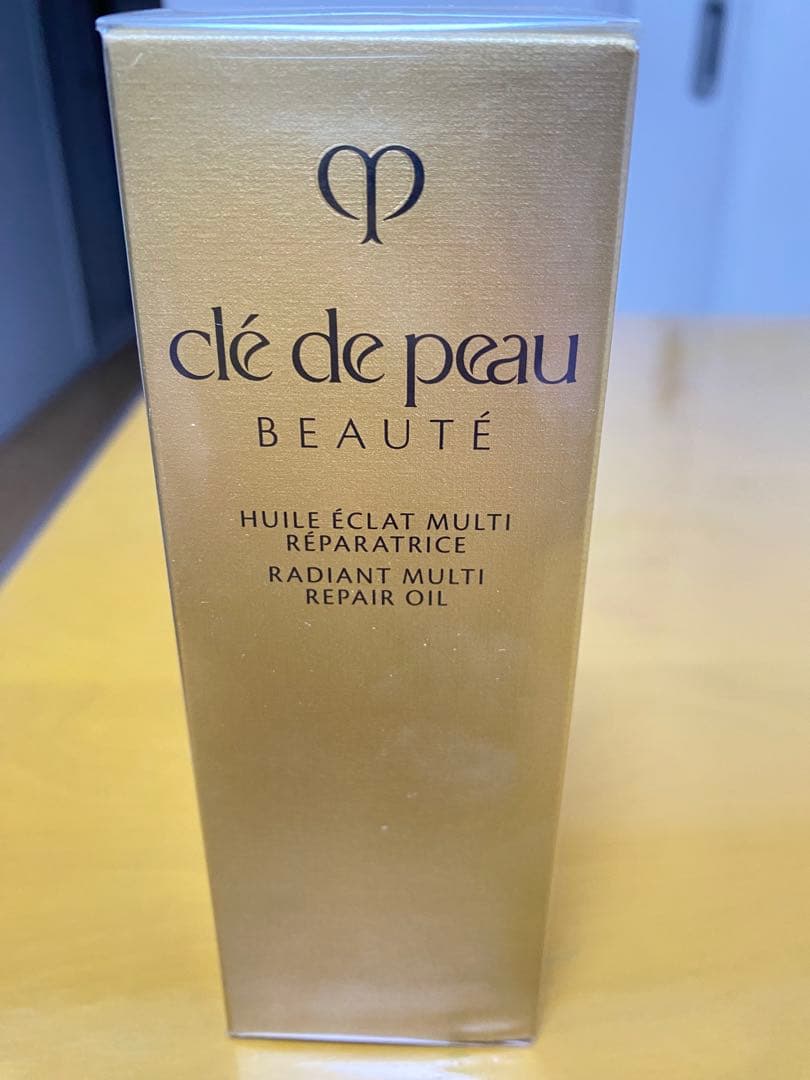 clé de peau
BEAUTÉ
HUILE ÉCLAT MULTI
RÉPARATRICE
RADIANT MULTI
REPAIR OIL